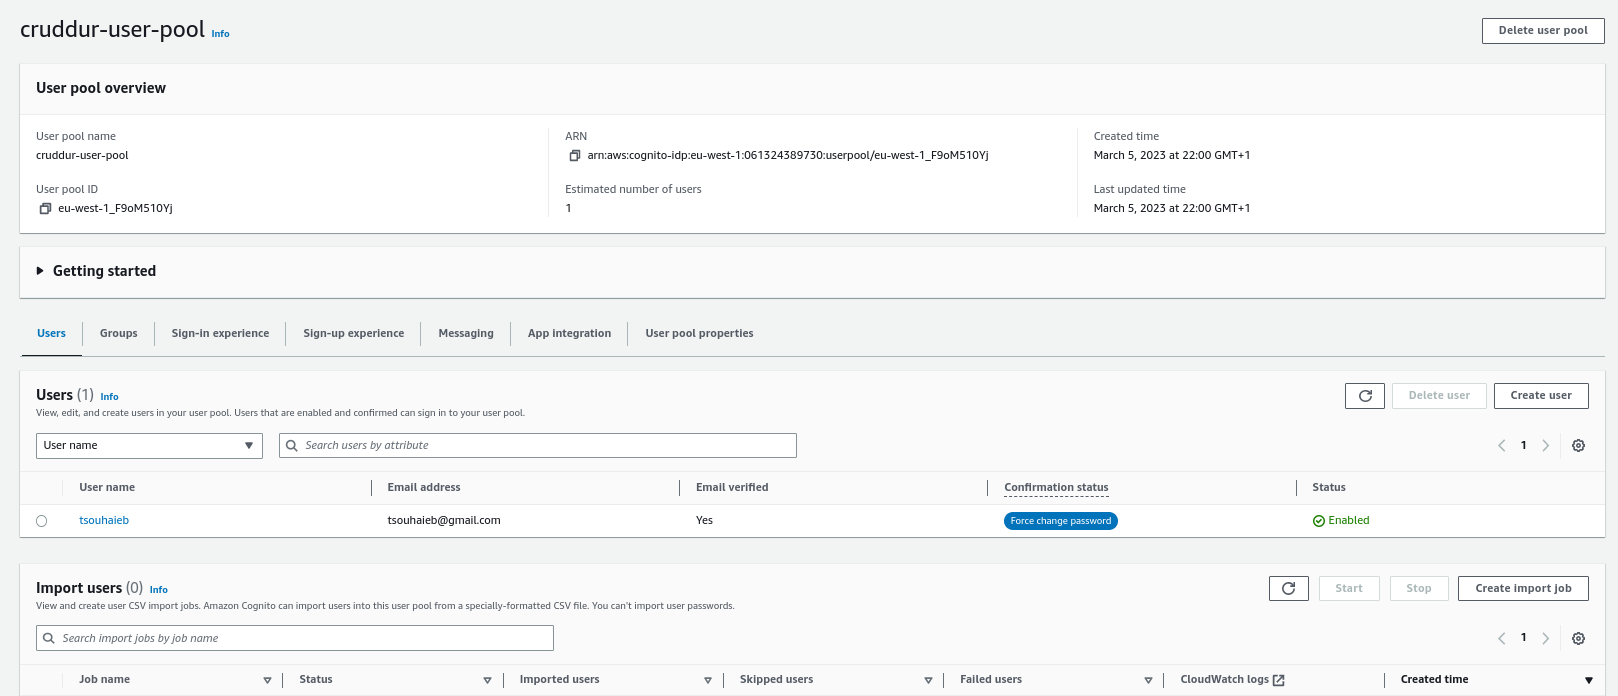 cruddur-user-pool Info
Delete user pool
User pool overview
User pool name
cruddur-user-pool
User pool ID
eu-west-1_F9oM51OYj
ARN
arn:aws:cognito-idp:eu-west-1:061324389730:userpool/eu-west-1_F9oM51OYj
Estimated number of users
1
Created time
March 5, 2023 at 22:00 GMT+1
Last updated time
March 5, 2023 at 22:00 GMT+1
Getting started
Users Groups Sign-in experience Sign-up experience Messaging App integration User pool properties
Users (1) Info
View, edit, and create users in your user pool. Users that are enabled and confirmed can sign in to your user pool.
Delete user Create user
User name Search users by attribute 1
User name Email address Email verified Confirmation status Status
tsouhaieb tsouhaieb@gmail.com Yes Force change password Enabled
Import users (0) Info
View and create user CSV import jobs. Amazon Cognito can import users into this user pool from a specially-formatted CSV file. You can't import user passwords.
Start Stop Create import job
Search import jobs by job name 1
Job name Status Imported users Skipped users Failed users CloudWatch logs Created time